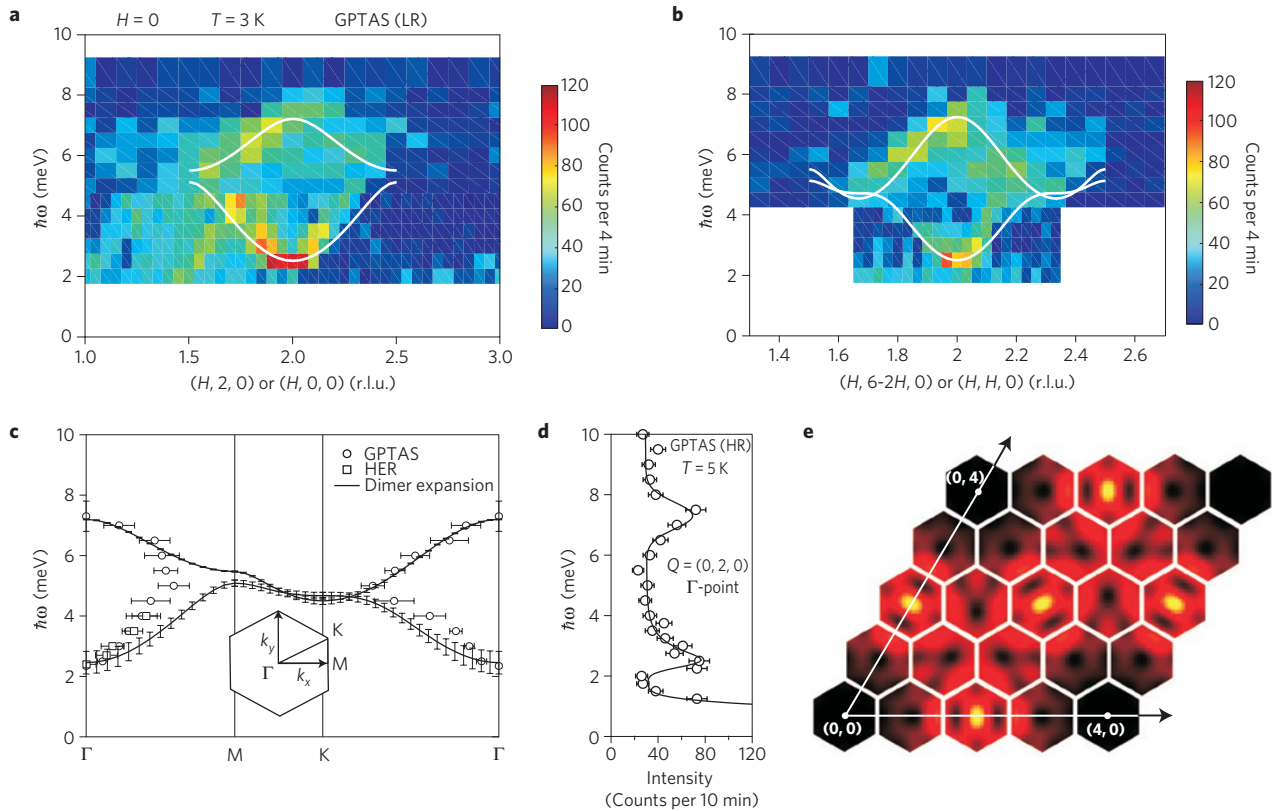 a
H = 0 T = 3 K GPTAS (LR)
10
8
6
4
2
0
ħω (meV)
1.0 1.5 2.0 2.5 3.0
(H, 2, 0) or (H, 0, 0) (r.l.u.)
120
100
80
60
40
20
0
Counts per 4 min
b
10
8
6
4
2
0
ħω (meV)
1.4 1.6 1.8 2 2.2 2.4 2.6
(H, 6-2H, 0) or (H, H, 0) (r.l.u.)
120
100
80
60
40
20
0
Counts per 4 min
c
10
8
6
4
2
0
ħω (meV)
GPTAS
HER
Dimer expansion
k_y
K
Γ
M
k_x
Γ M K Γ
d
10
8
6
4
2
0
ħω (meV)
GPTAS (HR)
T = 5 K
Q = (0, 2, 0)
Γ-point
0 40 80 120
Intensity
(Counts per 10 min)
e
(0, 4)
(0, 0)
(4, 0)